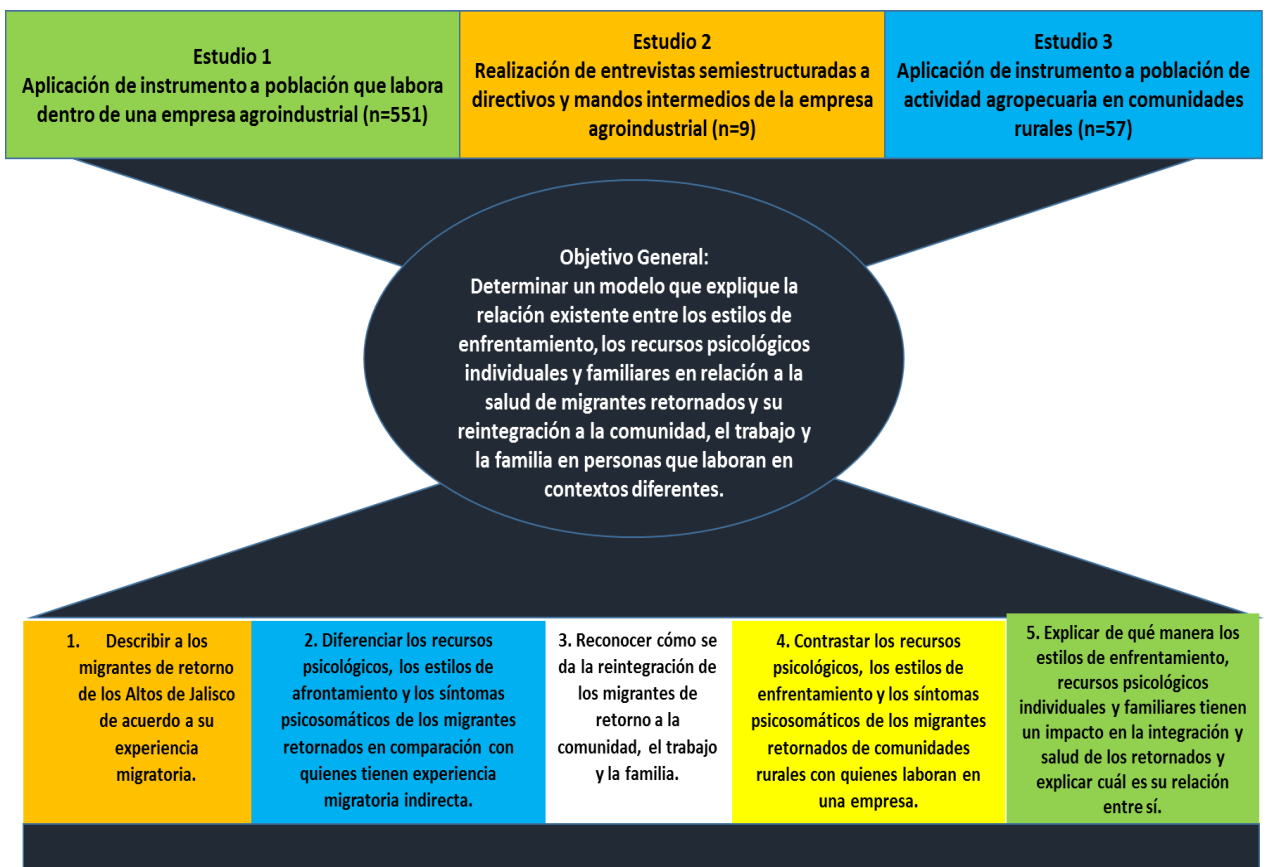 Estudio 1
Aplicación de instrumento a población que labora
dentro de una empresa agroindustrial (n=551)
Estudio 2
Realización de entrevistas semiestructuradas a
directivos y mandos intermedios de la empresa
agroindustrial (n=9)
Estudio 3
Aplicación de instrumento a población de
actividad agropecuaria en comunidades
rurales (n=57)
Objetivo General:
Determinar un modelo que explique la
relación existente entre los estilos de
enfrentamiento, los recursos psicológicos
individuales y familiares en relación a la
salud de migrantes retornados y su
reintegración a la comunidad, el trabajo y
la familia en personas que laboran en
contextos diferentes.
1. Describir a los
migrantes de retorno
de los Altos de Jalisco
de acuerdo a su
experiencia
migratoria.
2. Diferenciar los recursos
psicológicos, los estilos de
afrontamiento y los síntomas
psicosomáticos de los migrantes
retornados en comparación con
quienes tienen experiencia
migratoria indirecta.
3. Reconocer cómo se
da la reintegración de
los migrantes de
retorno a la
comunidad, el trabajo
y la familia.
4. Contrastar los recursos
psicológicos, los estilos de
enfrentamiento y los síntomas
psicosomáticos de los migrantes
retornados de comunidades
rurales con quienes laboran en
una empresa.
5. Explicar de qué manera los
estilos de enfrentamiento,
recursos psicológicos
individuales y familiares tienen
un impacto en la integración y
salud de los retornados y
explicar cuál es su relación
entre sí.